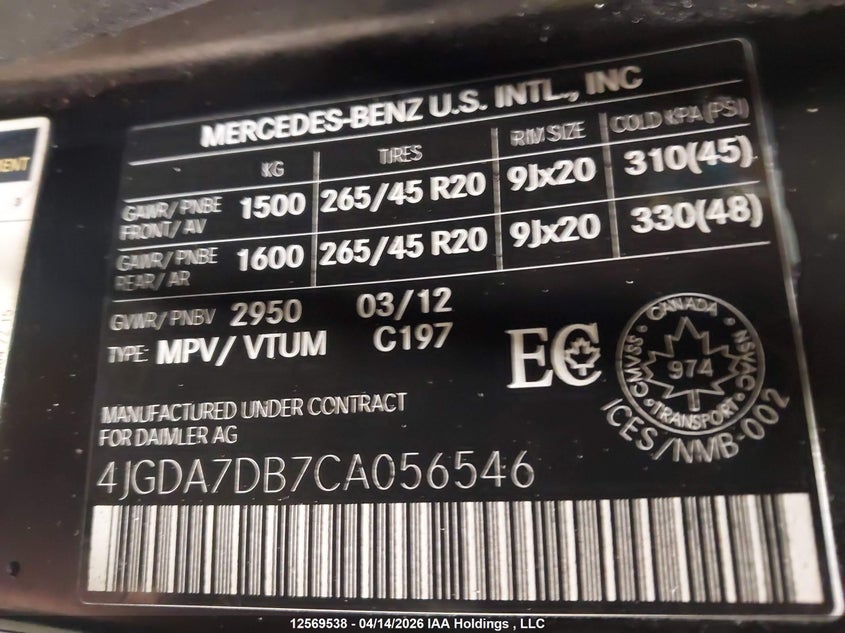 MENT
MERCEDES-BENZ U.S. INTL., INC
KG TIRES RIM SIZE COLD KPA (PSI)
GAWR/ PNBE FRONT/ AV 1500 265/45 R20 9Jx20 310(45)
GAWR/ PNBE REAR/ AR 1600 265/45 R20 9Jx20 330(48)
GVWR/ PNBV 2950 03/12
TYPE: MPV/ VTUM C197
EC
CANADA
CMVSS NSVAC
974
TRANSPORT
ICES/NMB-002
MANUFACTURED UNDER CONTRACT
FOR DAIMLER AG
4JGDA7DB7CA056546
12569538 - 04/14/2026 IAA Holdings , LLC